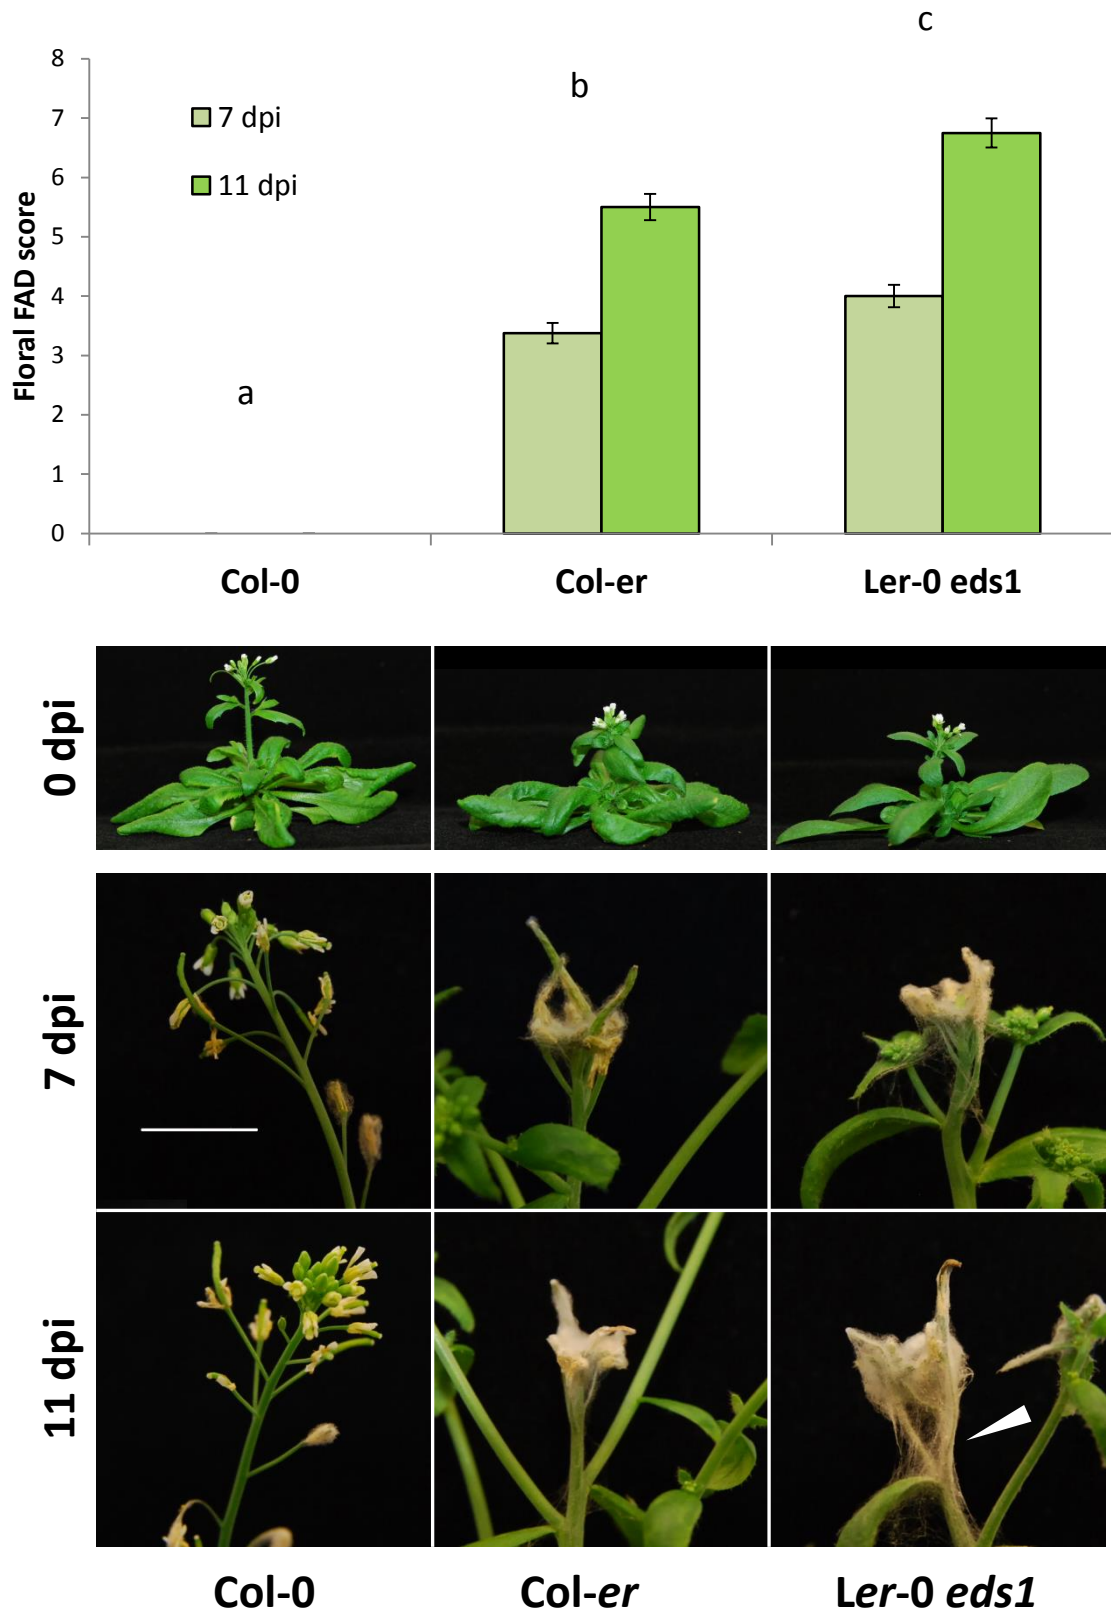 c
8
b
7
7 dpi
6
11 dpi
5
Floral FAD score
4
3
a
2
1
0
Col-0
Col-er
Ler-0 eds1
0 dpi
7 dpi
11 dpi
Col-0
Col-er
Ler-0 eds1